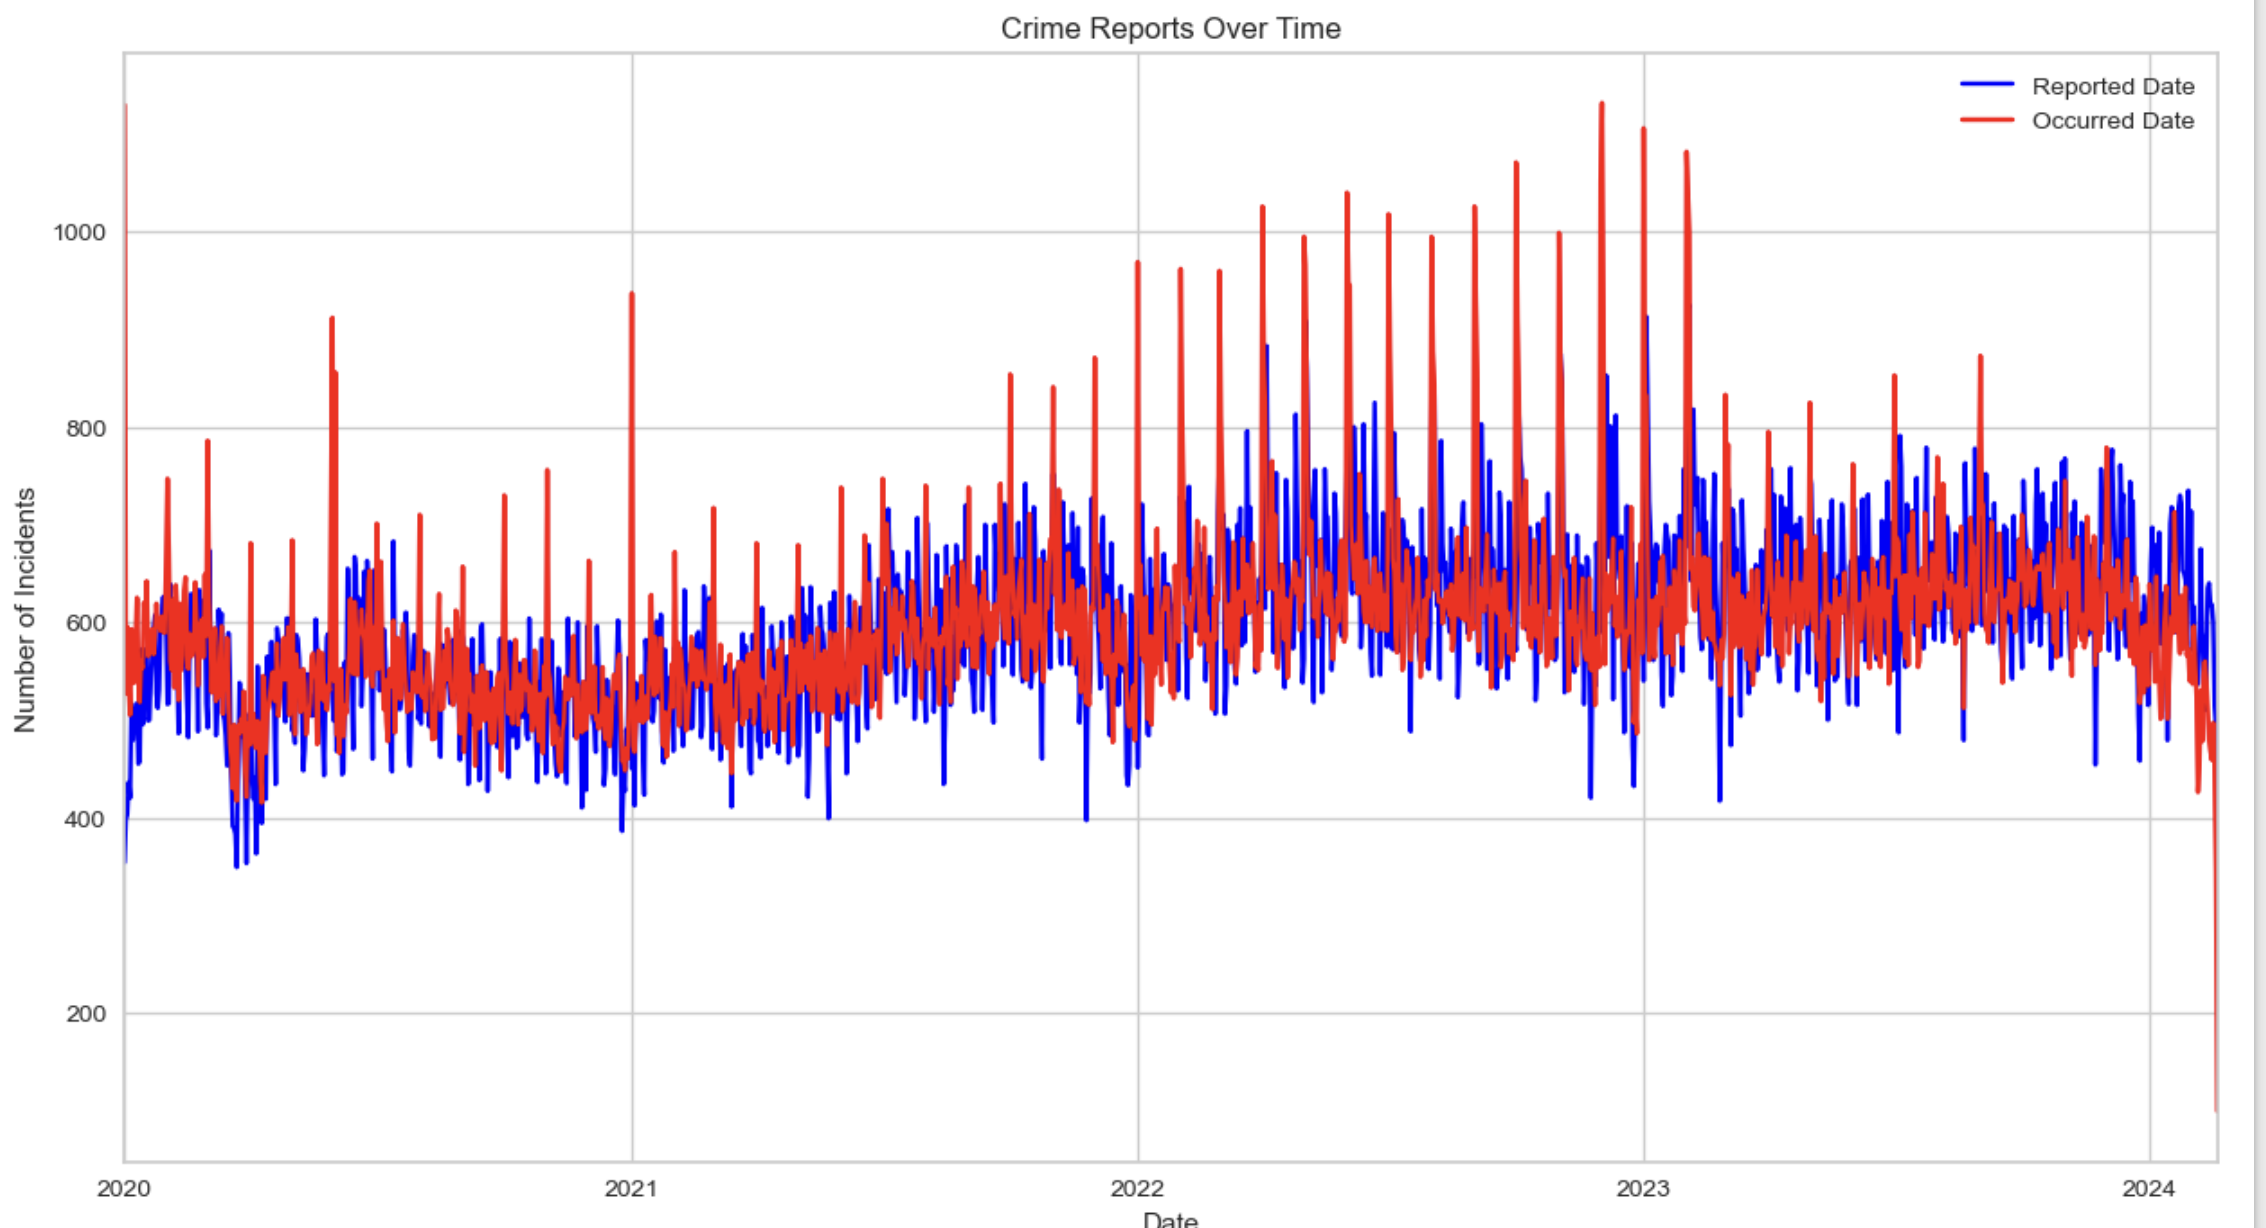 Crime Reports Over Time
Reported Date
Occurred Date
Number of Incidents
1000
800
600
400
200
2020
2021
2022
2023
2024
Date